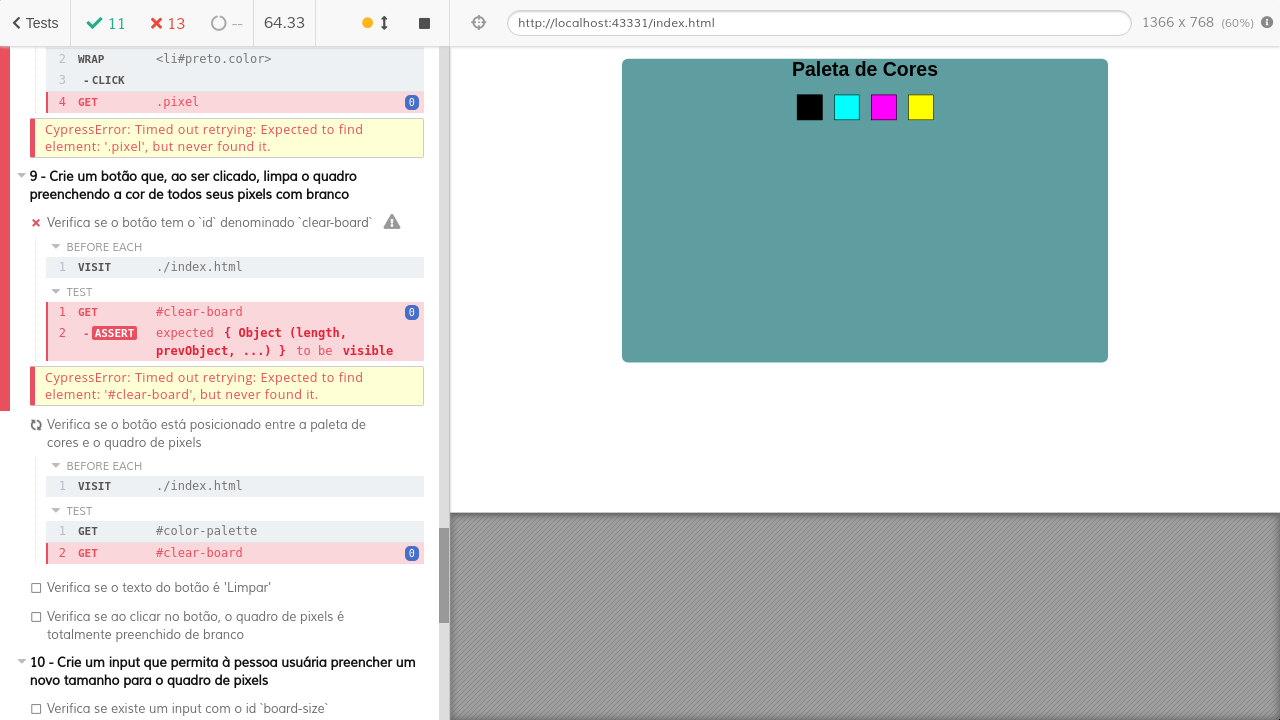 Tests
11
13
--
64.33
http://localhost:43331/index.html
1366 x 768 (60%)
2 WRAP <li#preto.color>
3 -CLICK
4 GET .pixel 0
CypressError: Timed out retrying: Expected to find
element: '.pixel', but never found it.
9 - Crie um botão que, ao ser clicado, limpa o quadro
preenchendo a cor de todos seus pixels com branco
Verifica se o botão tem o `id` denominado `clear-board`
BEFORE EACH
1 VISIT ./index.html
TEST
1 GET #clear-board 0
2 -ASSERT expected { Object (length,
prevObject, ...) } to be visible
CypressError: Timed out retrying: Expected to find
element: '#clear-board', but never found it.
Verifica se o botão está posicionado entre a paleta de
cores e o quadro de pixels
BEFORE EACH
1 VISIT ./index.html
TEST
1 GET #color-palette
2 GET #clear-board 0
Verifica se o texto do botão é 'Limpar'
Verifica se ao clicar no botão, o quadro de pixels é
totalmente preenchido de branco
10 - Crie um input que permita à pessoa usuária preencher um
novo tamanho para o quadro de pixels
Verifica se existe um input com o id `board-size`
Paleta de Cores